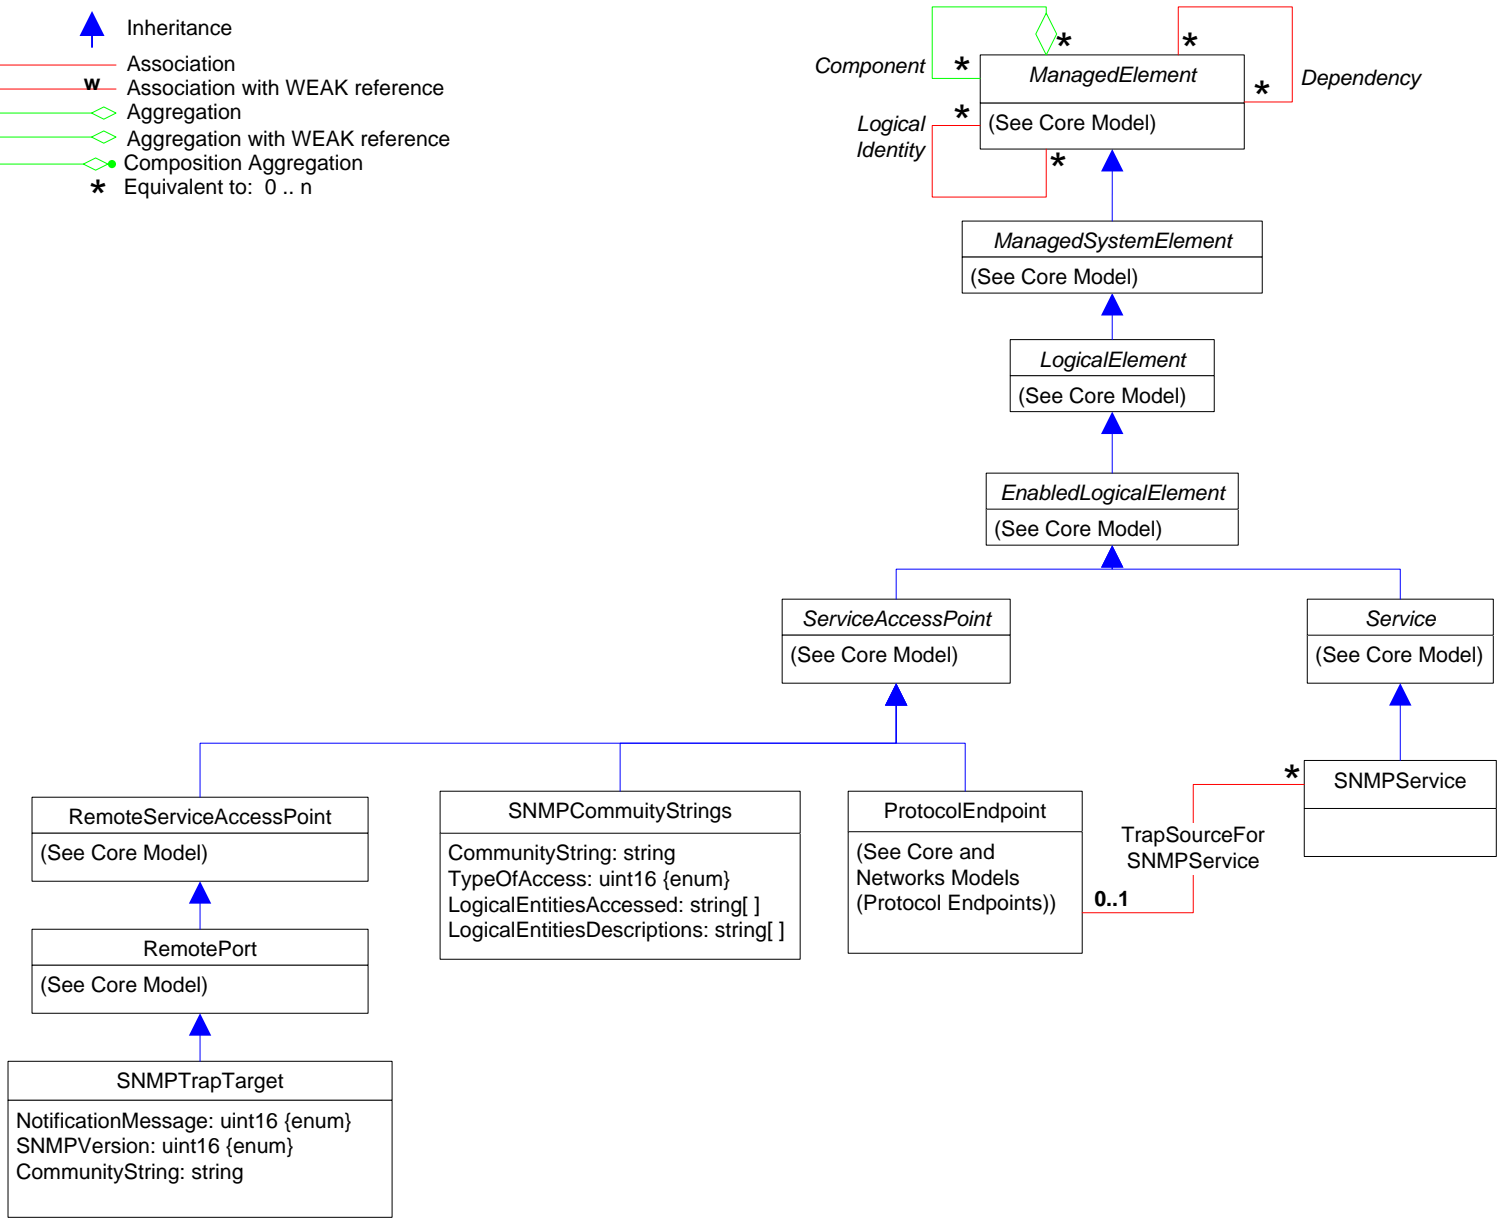 Inheritance
Association
w
Association with WEAK reference
Aggregation
Aggregation with WEAK reference
Composition Aggregation
* Equivalent to: 0 .. n
Component
*
*
*
*
Dependency
ManagedElement
(See Core Model)
Logical
Identity
*
*
ManagedSystemElement
(See Core Model)
LogicalElement
(See Core Model)
EnabledLogicalElement
(See Core Model)
ServiceAccessPoint
(See Core Model)
Service
(See Core Model)
RemoteServiceAccessPoint
(See Core Model)
SNMPCommuityStrings
CommunityString: string
TypeOfAccess: uint16 {enum}
LogicalEntitiesAccessed: string[ ]
LogicalEntitiesDescriptions: string[ ]
ProtocolEndpoint
(See Core and
Networks Models
(Protocol Endpoints))
TrapSourceFor
SNMPService
0..1
*
SNMPService
RemotePort
(See Core Model)
SNMPTrapTarget
NotificationMessage: uint16 {enum}
SNMPVersion: uint16 {enum}
CommunityString: string